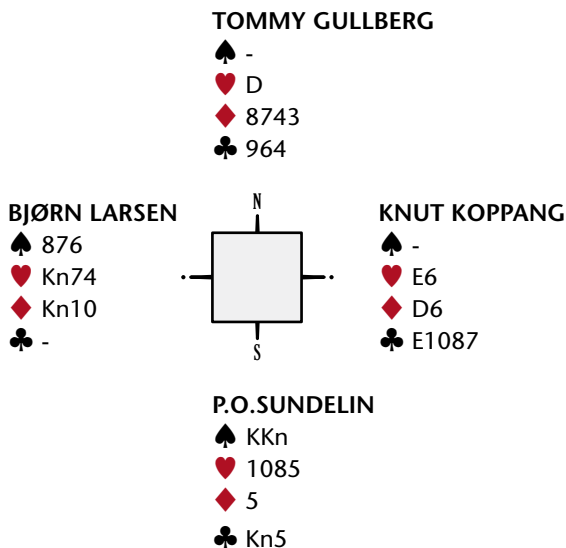 TOMMY GULLBERG
♠ -
♥ D
♦ 8743
♣ 964
BJØRN LARSEN
♠ 876
♥ Kn74
♦ Kn10
♣ -
N
S
KNUT KOPPANG
♠ -
♥ E6
♦ D6
♣ E1087
P.O.SUNDELIN
♠ KKn
♥ 1085
♦ 5
♣ Kn5